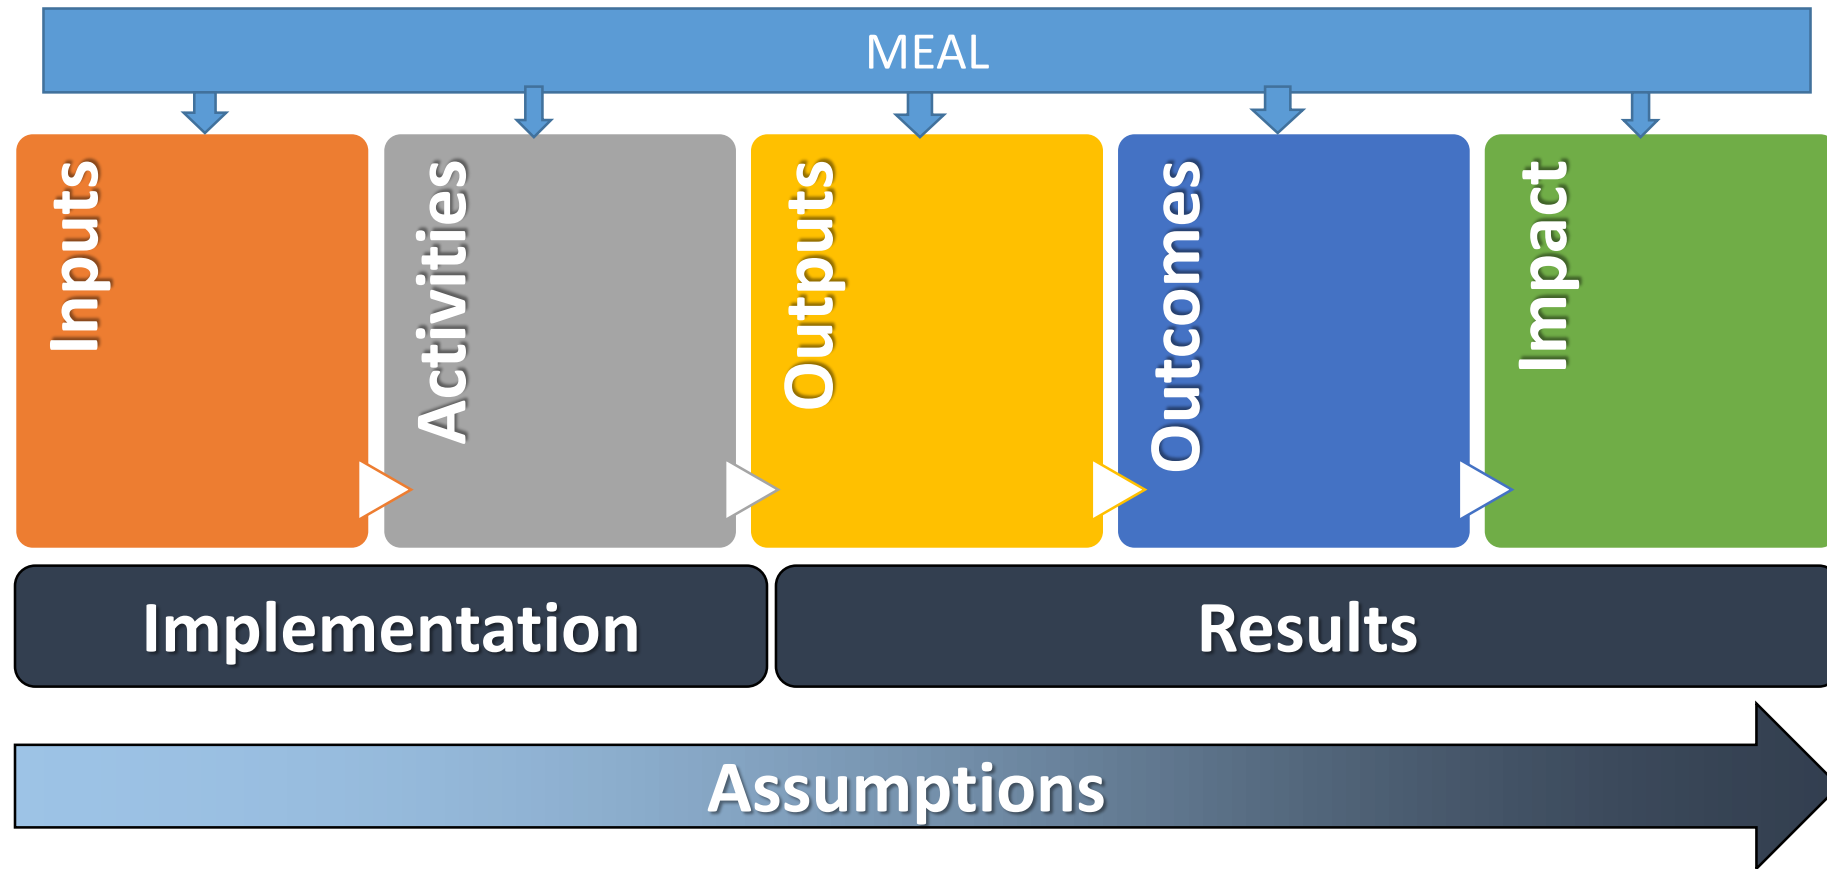 MEAL
Inputs
Activities
Outputs
Outcomes
Impact
Implementation
Results
Assumptions